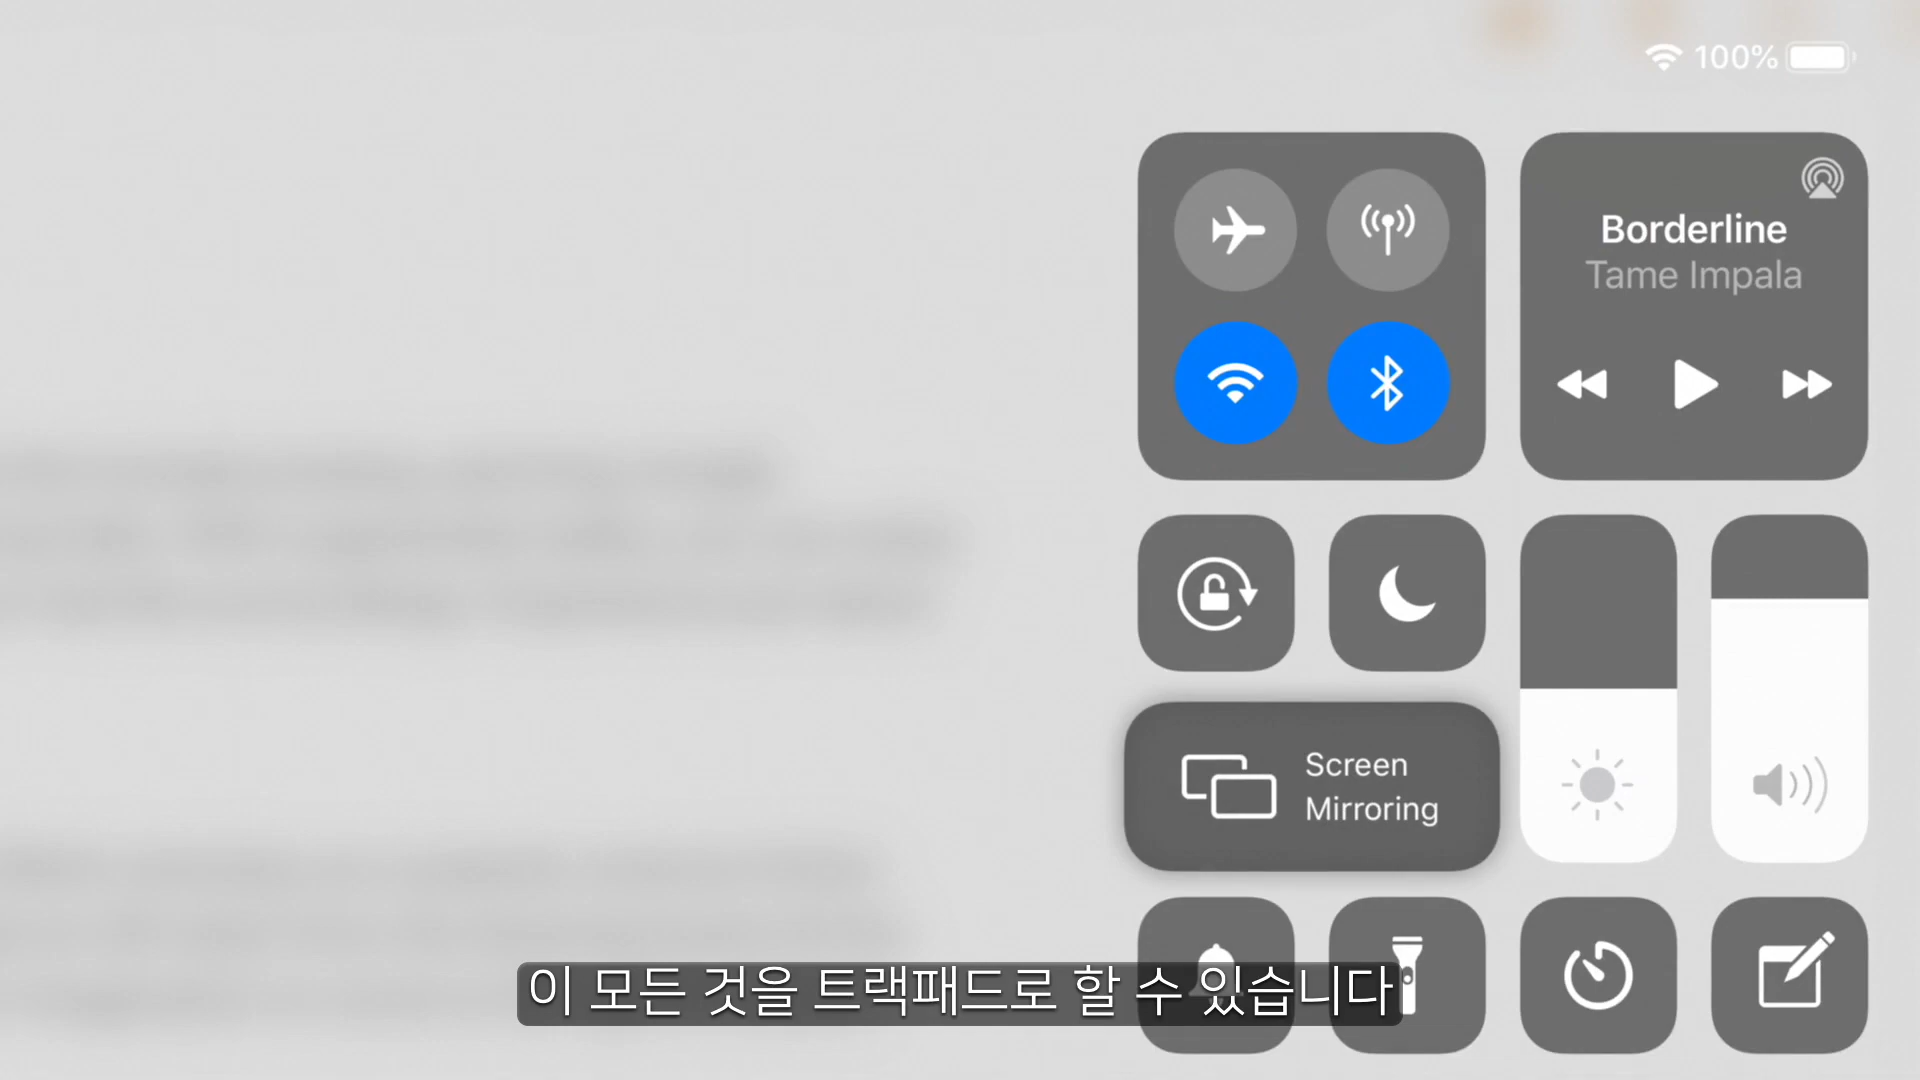 100%
Borderline
Tame Impala
Screen
Mirroring
이 모든 것을 트랙패드로 할 수 있습니다